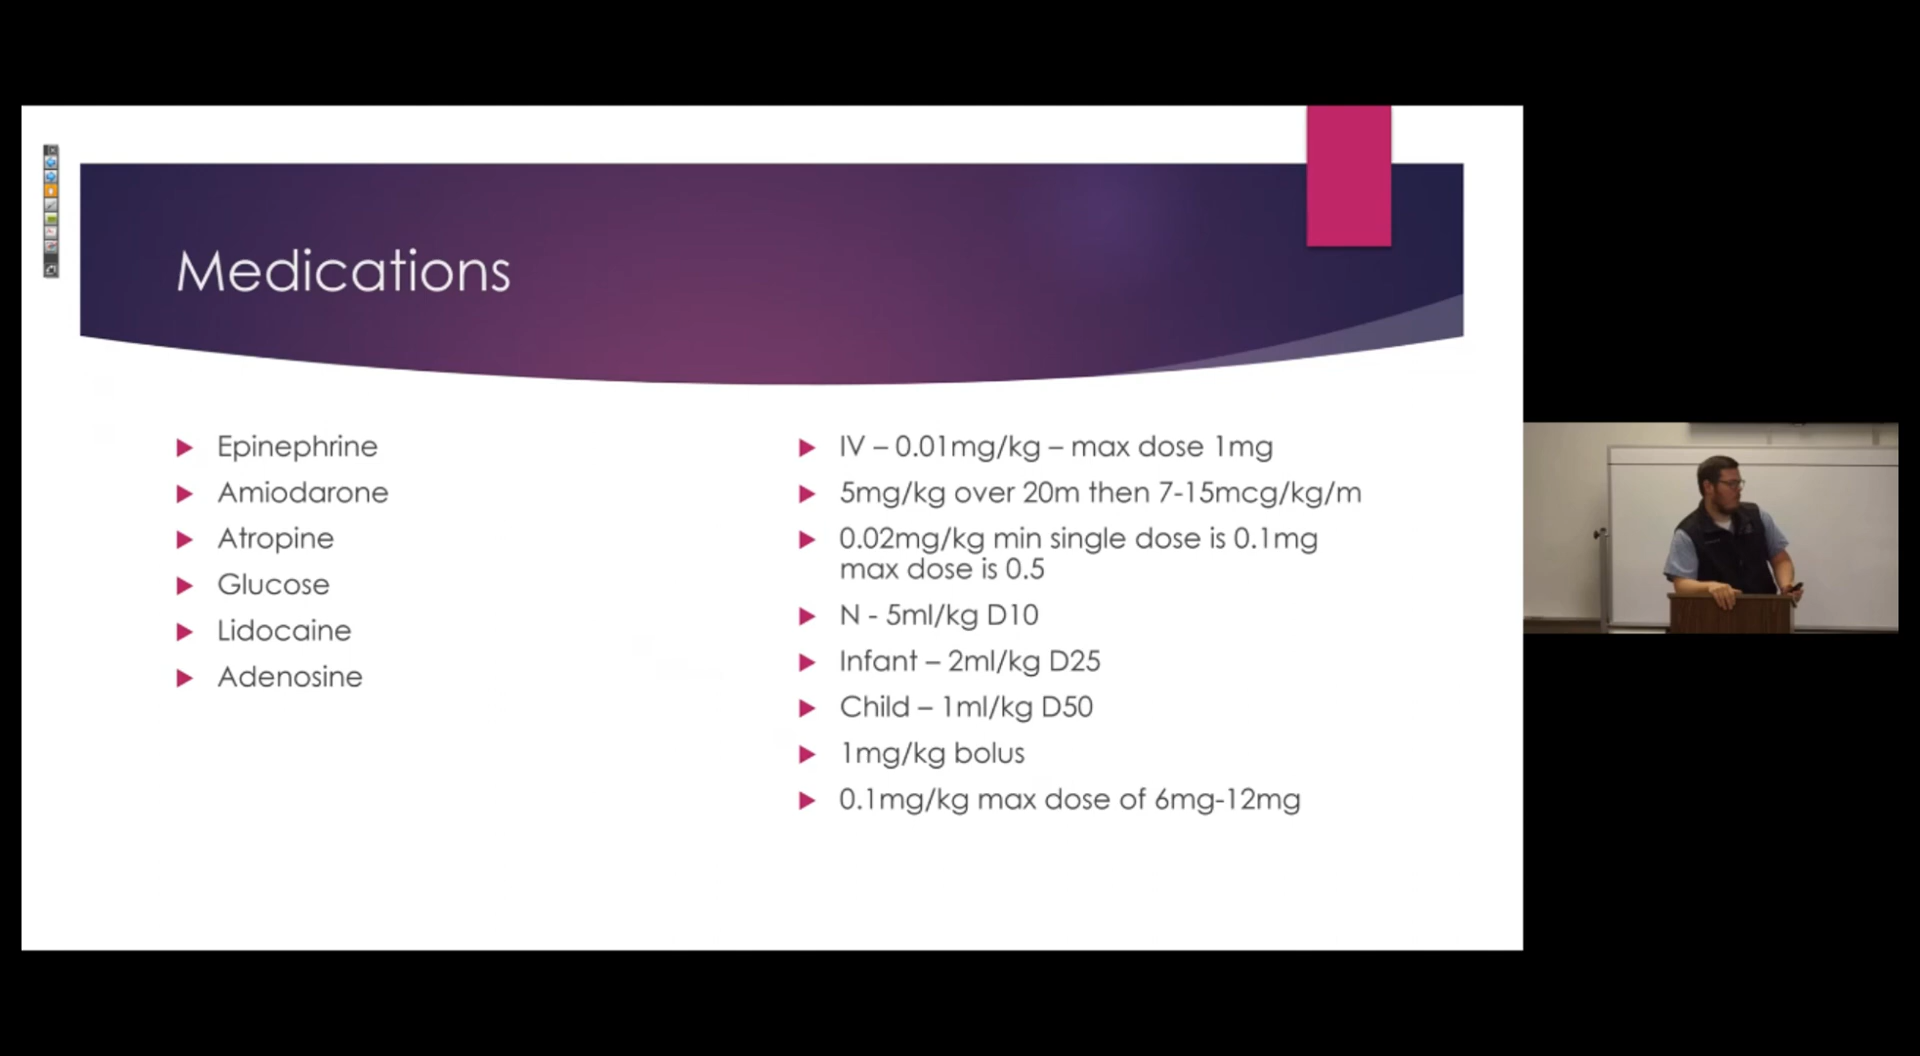 Medications
Epinephrine
Amiodarone
Atropine
Glucose
Lidocaine
Adenosine
IV – 0.01mg/kg – max dose 1mg
5mg/kg over 20m then 7-15mcg/kg/m
0.02mg/kg min single dose is 0.1mg
max dose is 0.5
N - 5ml/kg D10
Infant – 2ml/kg D25
Child – 1ml/kg D50
1mg/kg bolus
0.1mg/kg max dose of 6mg-12mg